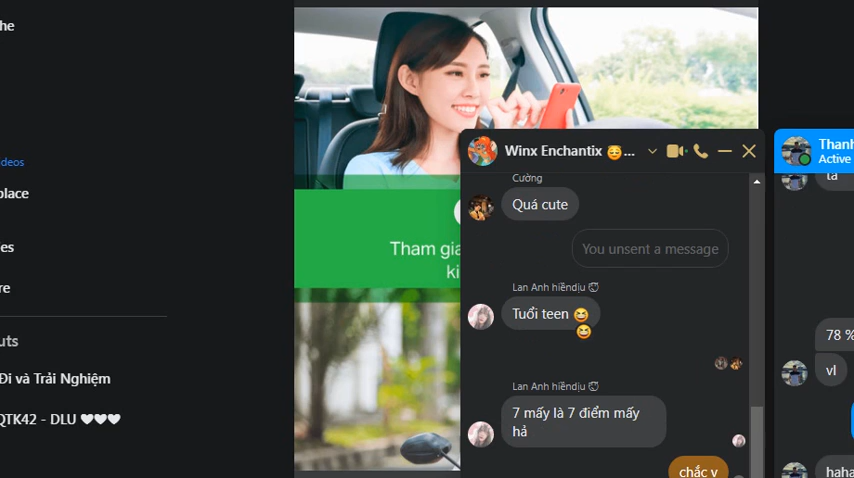 he
ideos
place
es
re
uts
Đi và Trải Nghiệm
QTK42 - DLU ❤❤❤
Tham gia
ki
Winx Enchantix 😇...
Cường
Quá cute
You unsent a message
Lan Anh hiềndịu
Tuổi teen 😆
😆
Lan Anh hiềndịu
7 mấy là 7 điểm mấy
hả
chắc v
Thanh
Active
là
78 %
vl
haha